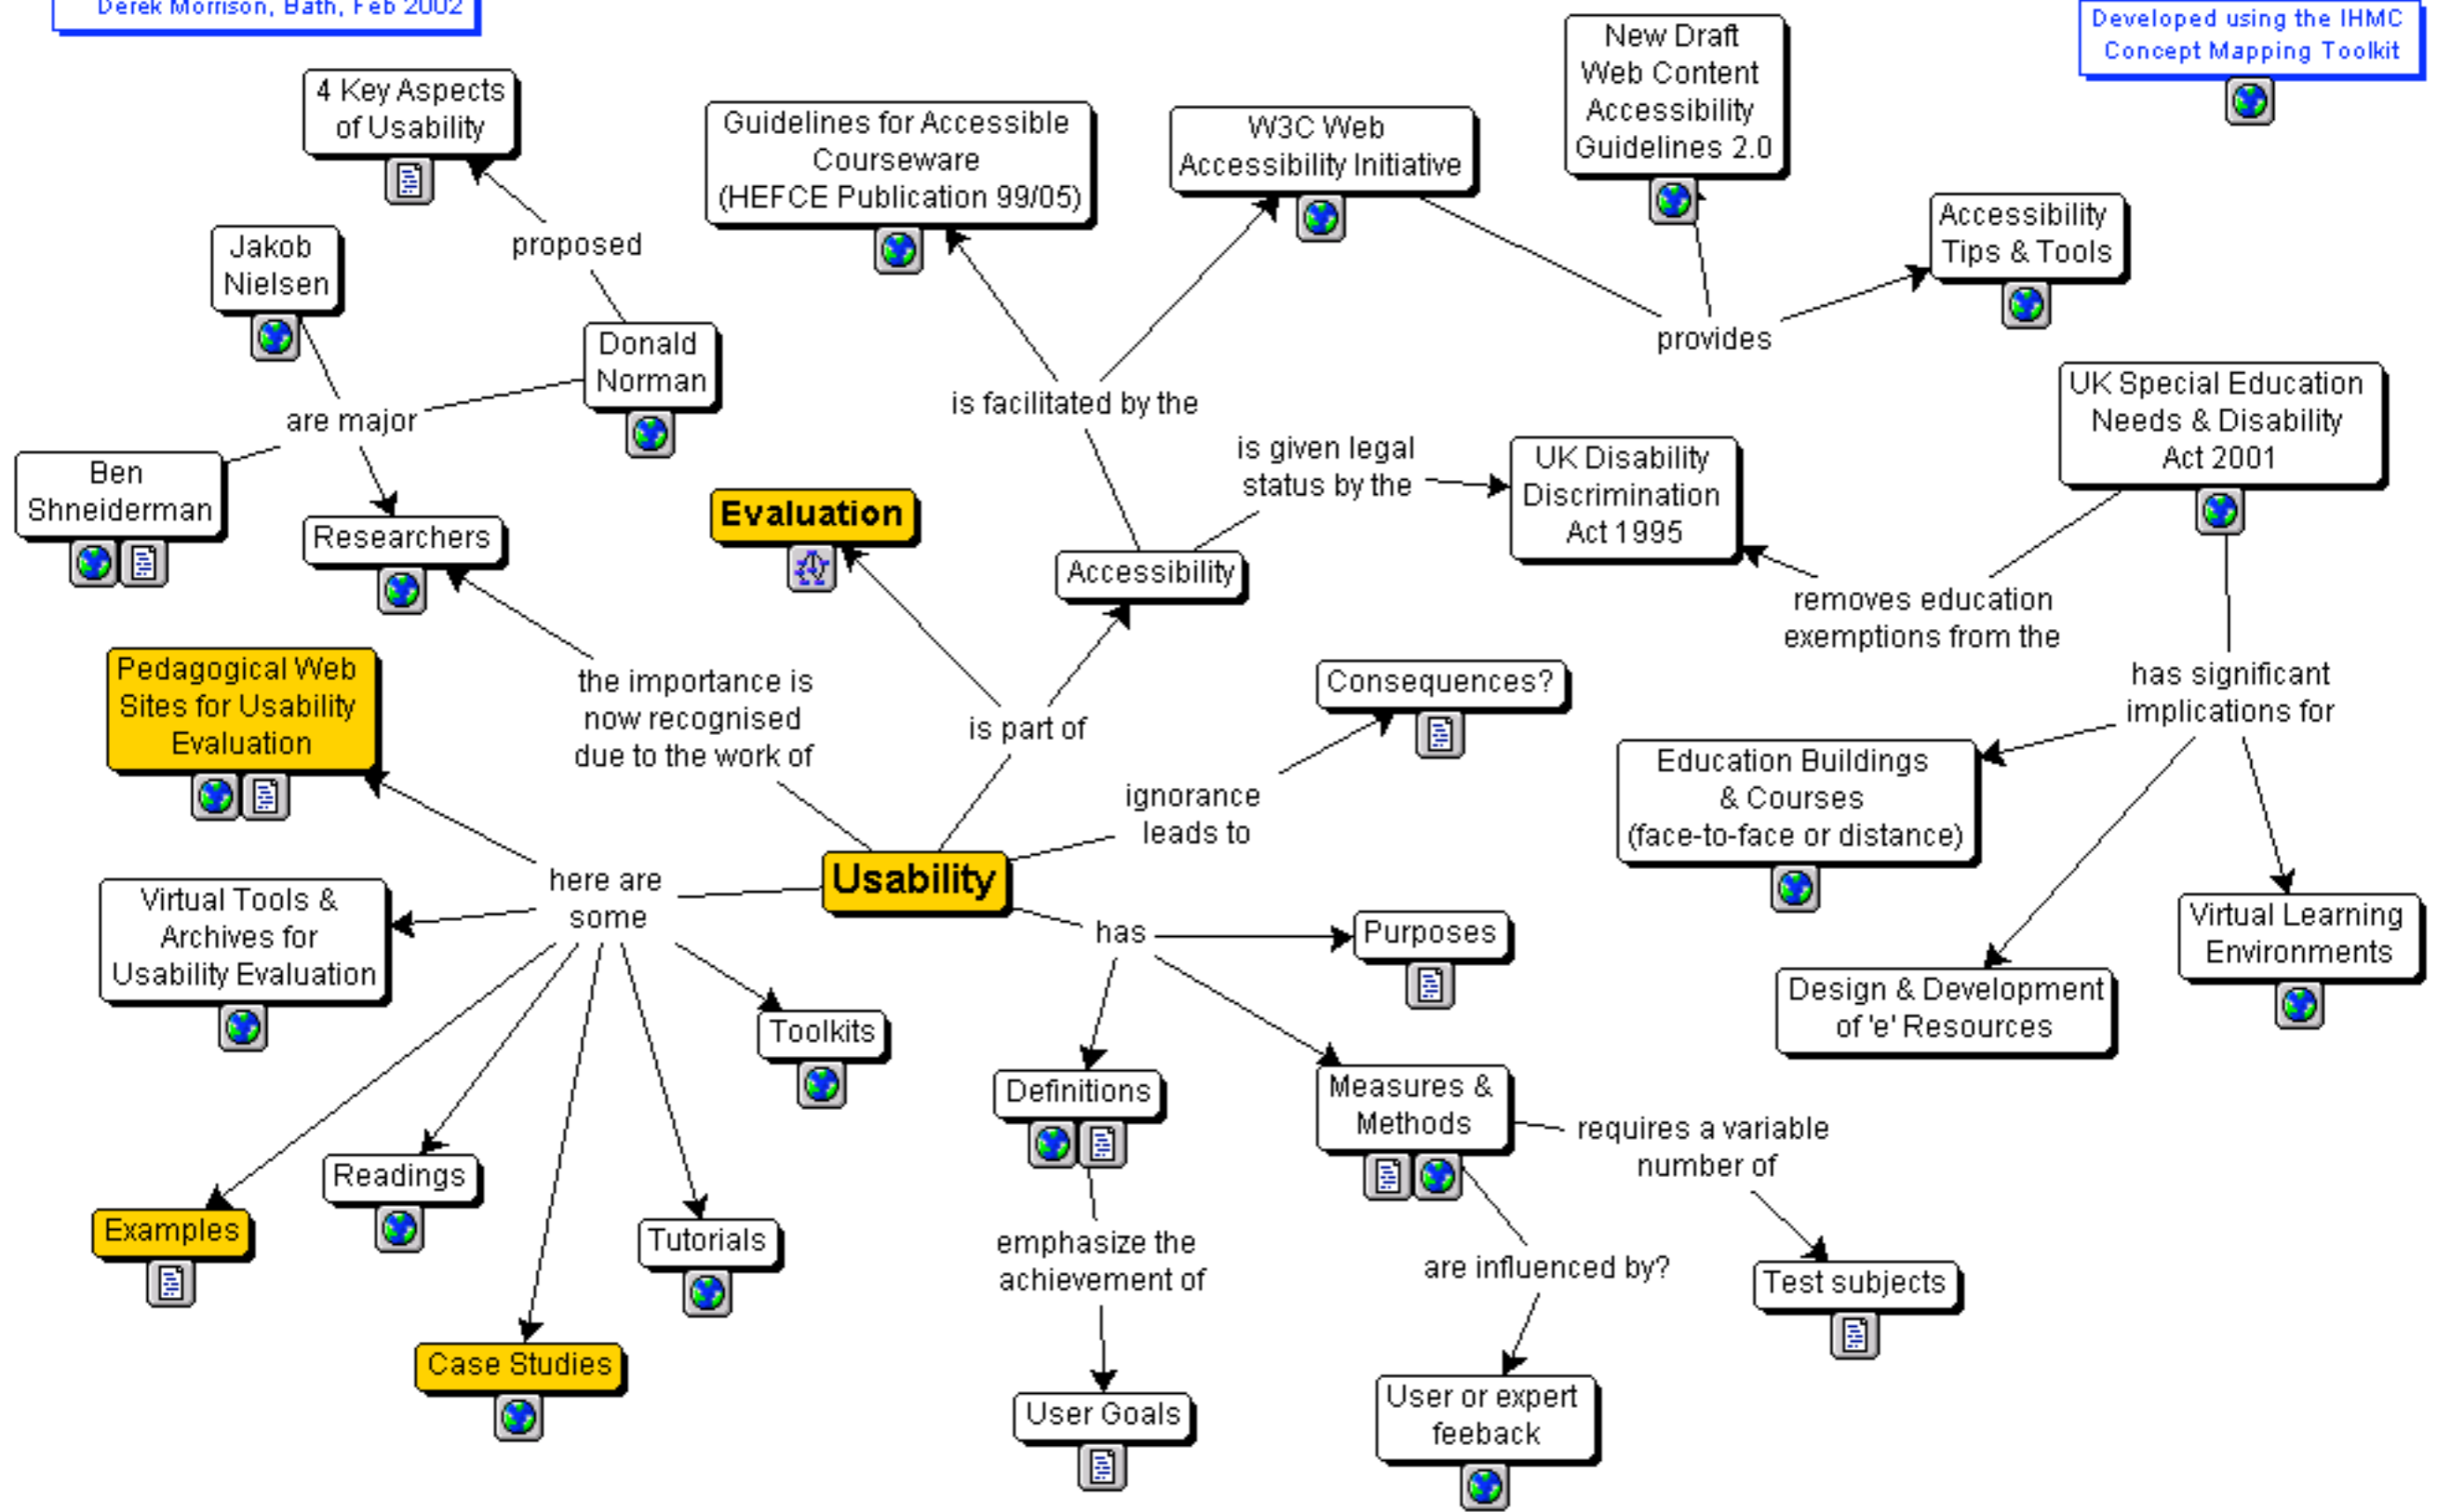 Derek Morrison, Bath, Feb 2002
Developed using the IHMC
Concept Mapping Toolkit
New Draft
Web Content
Accessibility
Guidelines 2.0
4 Key Aspects
of Usability
Guidelines for Accessible
Courseware
(HEFCE Publication 99/05)
W3C Web
Accessibility Initiative
Accessibility
Tips & Tools
proposed
Jakob
Nielsen
provides
Donald
Norman
are major
is facilitated by the
UK Special Education
Needs & Disability
Act 2001
Ben
Shneiderman
is given legal
status by the
UK Disability
Discrimination
Act 1995
Evaluation
Researchers
Accessibility
removes education
exemptions from the
Pedagogical Web
Sites for Usability
Evaluation
the importance is
now recognised
due to the work of
is part of
Consequences?
has significant
implications for
ignorance
leads to
Education Buildings
& Courses
(face-to-face or distance)
here are
some
Usability
Virtual Tools &
Archives for
Usability Evaluation
has
Purposes
Virtual Learning
Environments
Design & Development
of 'e' Resources
Toolkits
Definitions
Measures &
Methods
requires a variable
number of
Readings
Examples
Tutorials
emphasize the
achievement of
are influenced by?
Test subjects
Case Studies
User Goals
User or expert
feeback